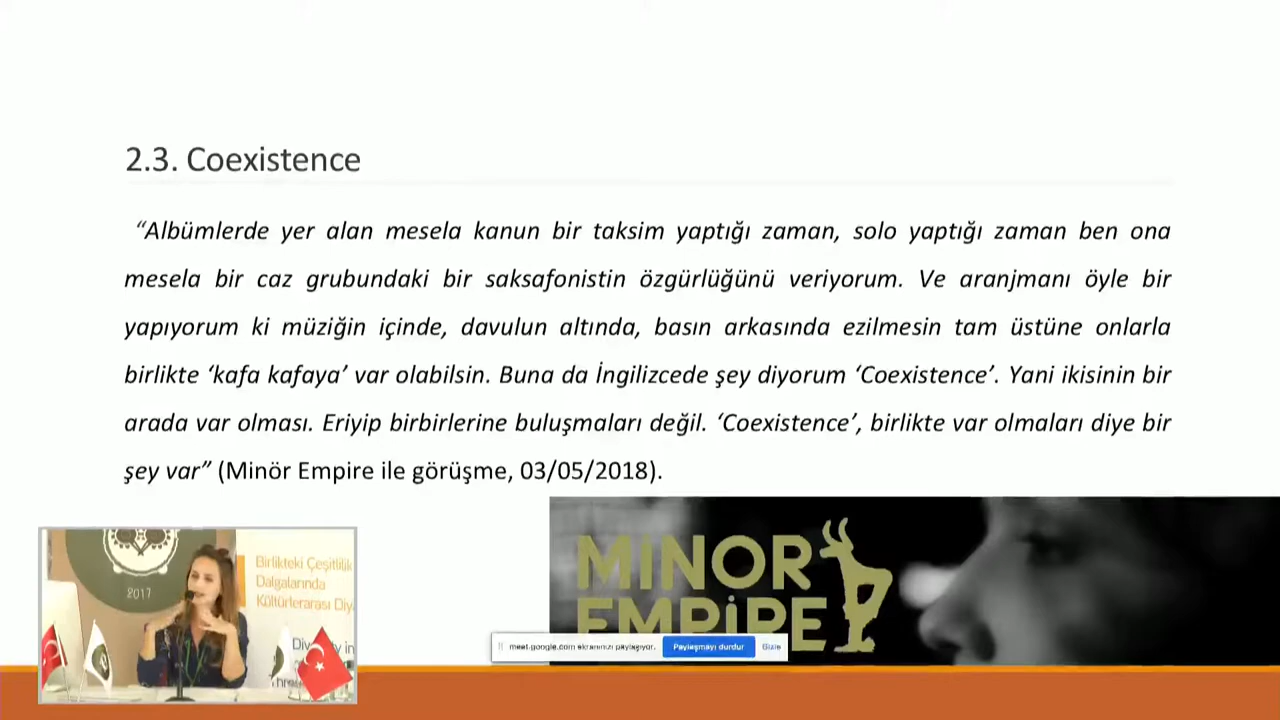 2.3. Coexistence
“Albümlerde yer alan mesela kanun bir taksim yaptığı zaman, solo yaptığı zaman ben ona
mesela bir caz grubundaki bir saksafonistin özgürlüğünü veriyorum. Ve aranjmanı öyle bir
yapıyorum ki müziğin içinde, davulun altında, basın arkasında ezilmesin tam üstüne onlarla
birlikte ‘kafa kafaya’ var olabilsin. Buna da İngilizcede şey diyorum ‘Coexistence’. Yani ikisinin bir
arada var olması. Eriyip birbirlerine buluşmaları değil. ‘Coexistence’, birlikte var olmaları diye bir
şey var” (Minör Empire ile görüşme, 03/05/2018).
MINOR
EMPIRE
meet.google.com ekranınızı paylaşıyor.
Paylaşmayı durdur
Gizle
2017
Birlikteki Çeşitlilik
Dalgalarında
Kültürlerarası